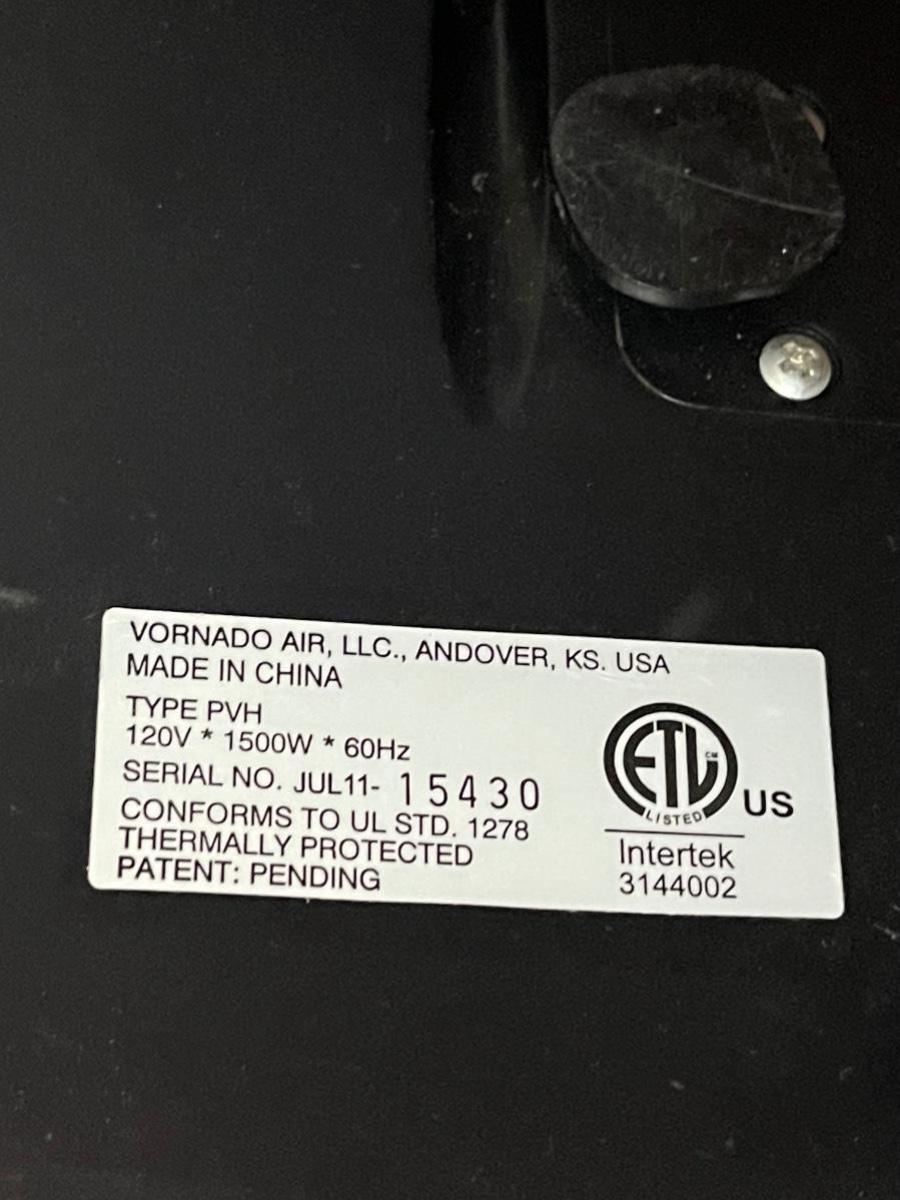 VORNADO AIR, LLC., ANDOVER, KS. USA
MADE IN CHINA
TYPE PVH
120V * 1500W * 60Hz
SERIAL NO. JUL11- 15430
CONFORMS TO UL STD. 1278
THERMALLY PROTECTED
PATENT: PENDING
ETL CM
LISTED
US
Intertek
3144002